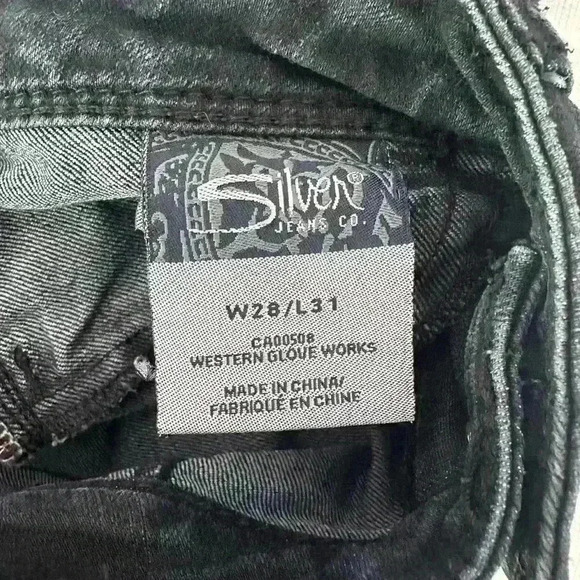 Silver®
JEANS CO.
W28/L31
CA00508
WESTERN GLOVE WORKS
MADE IN CHINA/
FABRIQUÉ EN CHINE